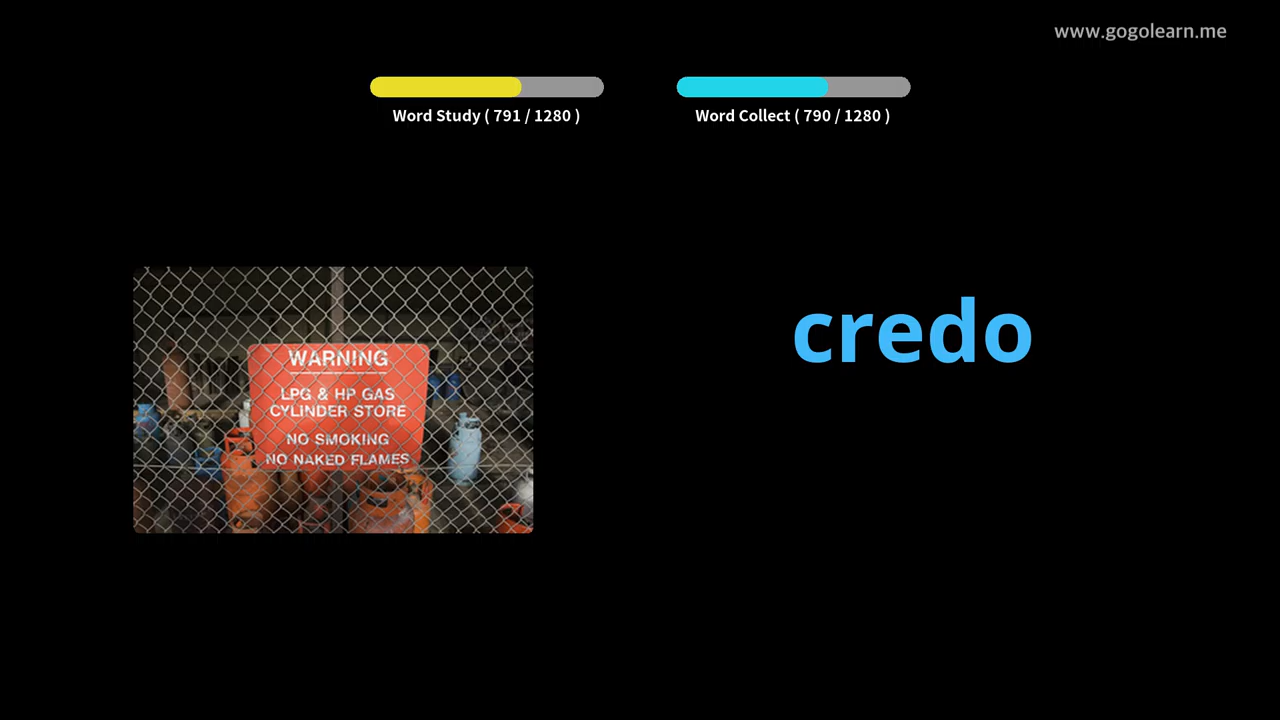 www.gogolearn.me
Word Study ( 791 / 1280 )
Word Collect ( 790 / 1280 )
credo
WARNING
LPG & HP GAS
CYLINDER STORE
NO SMOKING
NO NAKED FLAMES